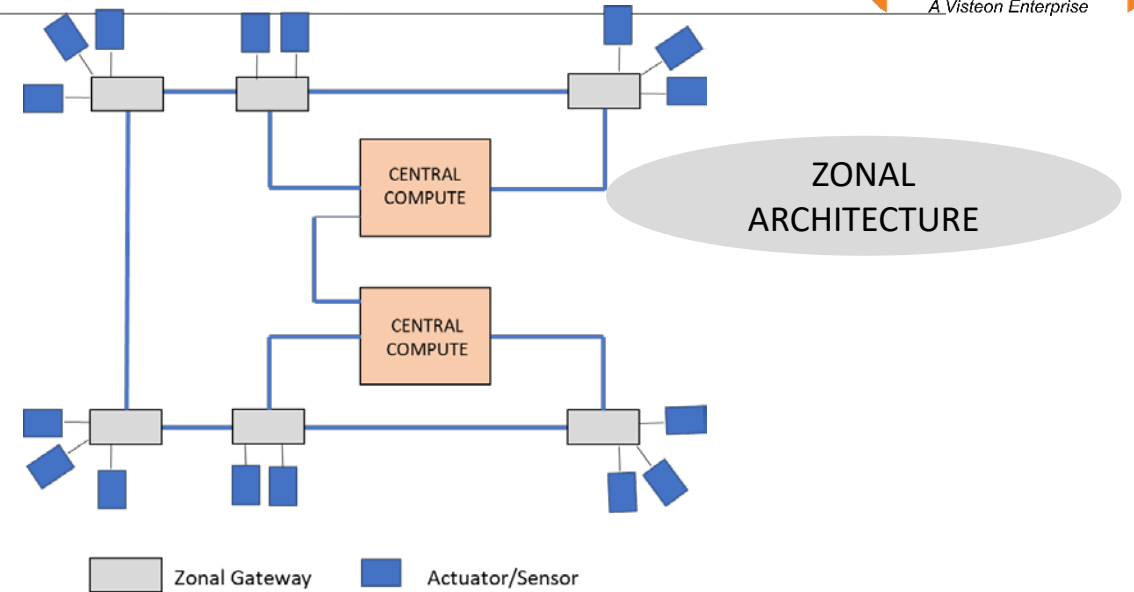 A Visteon Enterprise
CENTRAL
COMPUTE
ZONAL
ARCHITECTURE
CENTRAL
COMPUTE
Zonal Gateway
Actuator/Sensor